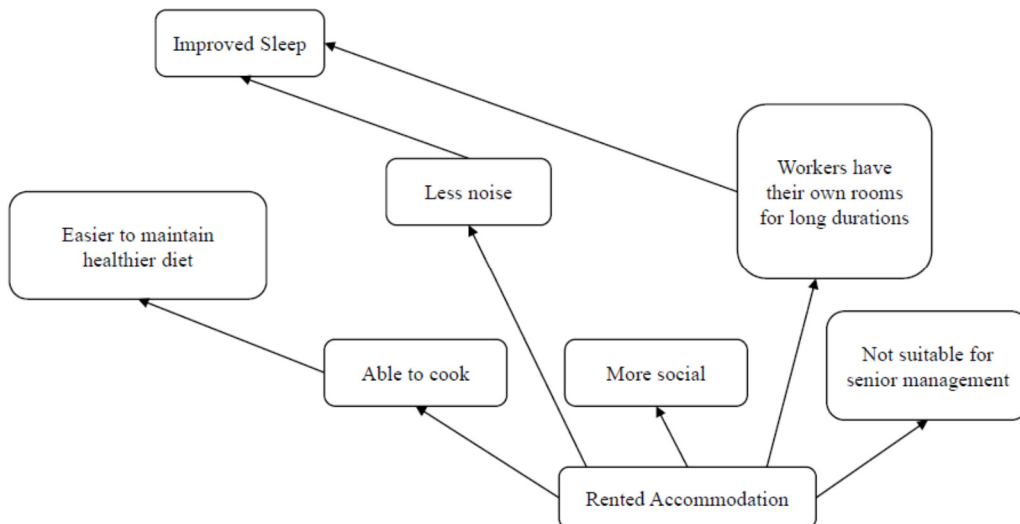 Improved Sleep
Workers have
their own rooms
for long durations
Less noise
Easier to maintain
healthier diet
Able to cook
More social
Not suitable for
senior management
Rented Accommodation